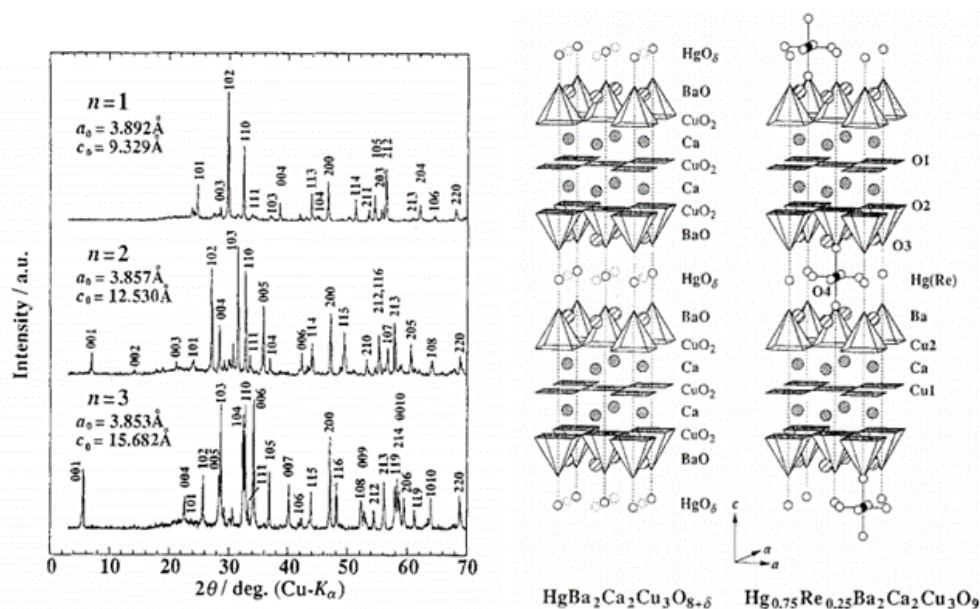 Intensity / a.u.
n=1
a₀ = 3.892Å
c₀ = 9.329Å
101
003
102
110
111
103
004
113
104
200
114
211
203
105
212
213
204
106
220
n=2
a₀ = 3.857Å
c₀ = 12.530Å
001
002
003
101
102
004
103
110
111
005
104
006
114
200
115
210
212,116
107
213
205
108
220
n=3
a₀ = 3.853Å
c₀ = 15.682Å
001
004
101
102
005
103
104
110
006
111
105
007
106
115
200
116
108
009
212
213
119
214
0010
206
119
1010
220
0 10 20 30 40 50 60 70
2θ / deg. (Cu-Kα)
HgOδ
BaO
CuO₂
Ca
CuO₂
Ca
CuO₂
BaO
HgOδ
BaO
CuO₂
Ca
CuO₂
Ca
CuO₂
BaO
HgOδ
HgBa₂Ca₂Cu₃O₈₊δ
O1
O2
O3
O4
Hg(Re)
Ba
Cu2
Ca
Cu1
c
a
a
Hg₀.₇₅Re₀.₂₅Ba₂Ca₂Cu₃O₉